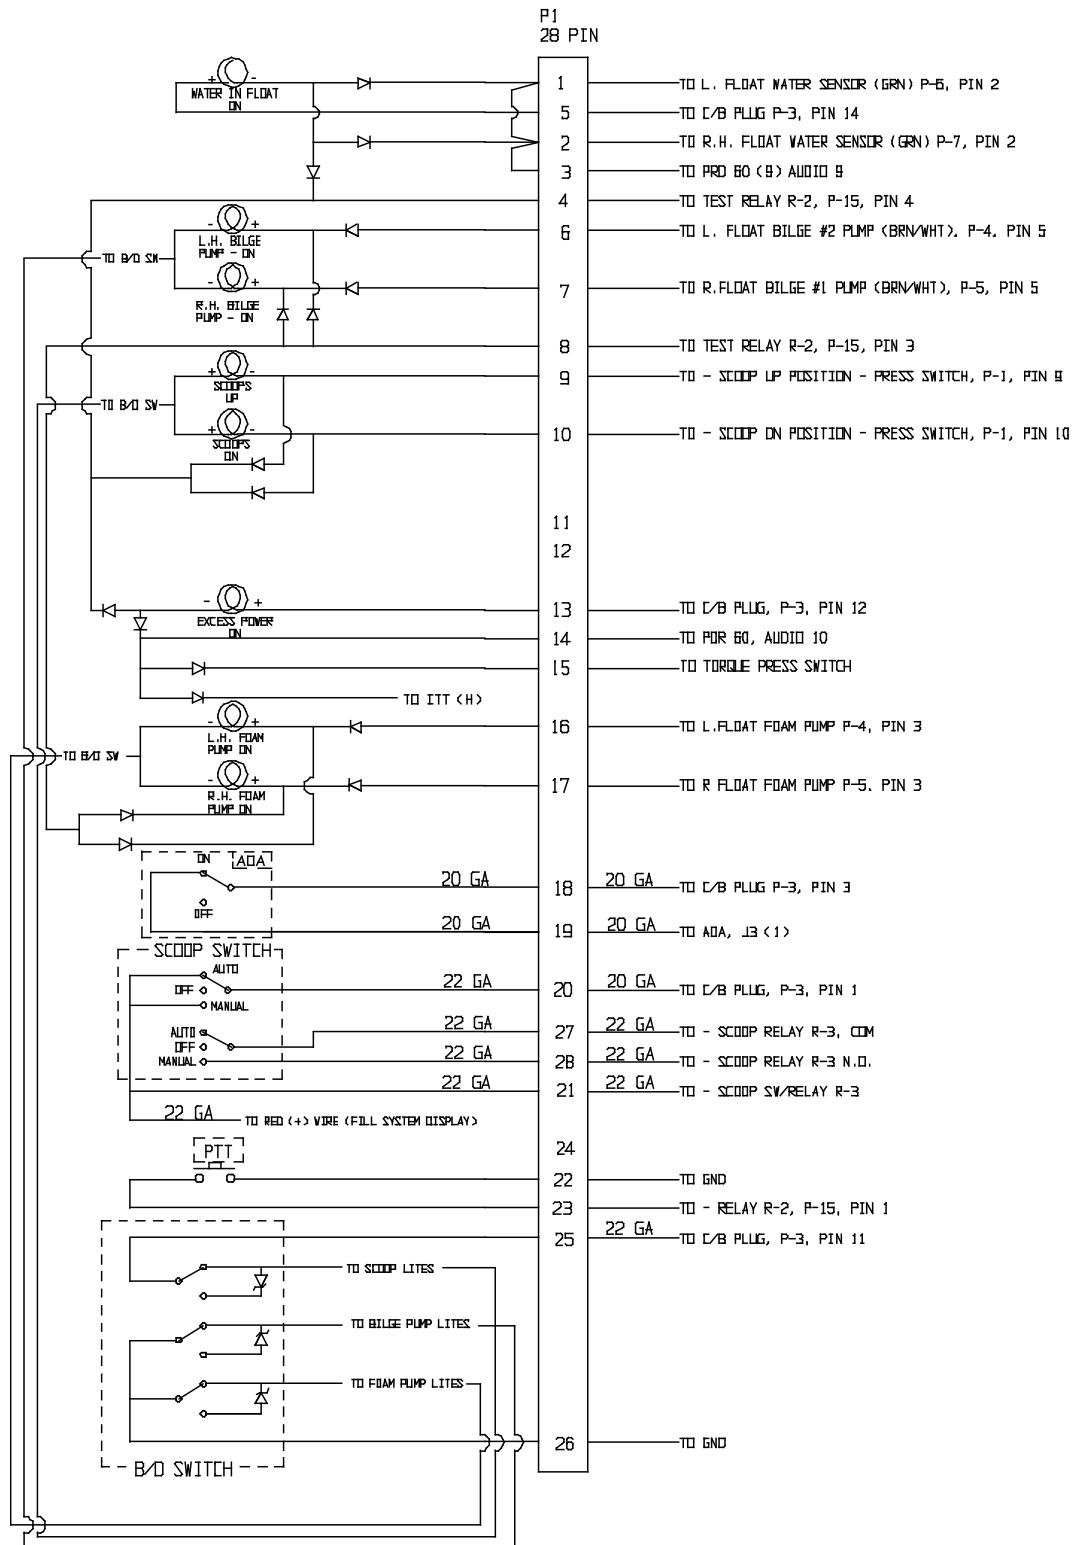 P1
28 PIN
+ -
WATER IN FLOAT
ON
1 TO L. FLOAT WATER SENSOR (GRN) P-6, PIN 2
5 TO C/B PLUG P-3, PIN 14
2 TO R.H. FLOAT WATER SENSOR (GRN) P-7, PIN 2
3 TO PRO 60 (9) AUDIO 9
4 TO TEST RELAY R-2, P-15, PIN 4
- +
L.H. BILGE
PUMP - ON
6 TO L. FLOAT BILGE #2 PUMP (BRN/WHT), P-4, PIN 5
TO B/D SW
- +
R.H. BILGE
PUMP - ON
7 TO R.FLOAT BILGE #1 PUMP (BRN/WHT), P-5, PIN 5
8 TO TEST RELAY R-2, P-15, PIN 3
+ -
SCOOPS
UP
9 TO - SCOOP UP POSITION - PRESS SWITCH, P-1, PIN 9
TO B/D SW
+ -
SCOOPS
ON
10 TO - SCOOP ON POSITION - PRESS SWITCH, P-1, PIN 10
11
12
- +
EXCESS POWER
ON
13 TO C/B PLUG, P-3, PIN 12
14 TO PDR 60, AUDIO 10
15 TO TORQUE PRESS SWITCH
TO ITT (H)
- +
L.H. FOAM
PUMP ON
16 TO L.FLOAT FOAM PUMP P-4, PIN 3
TO B/D SW
- +
R.H. FOAM
PUMP ON
17 TO R FLOAT FOAM PUMP P-5, PIN 3
ON
AOA
OFF
20 GA 18 20 GA TO C/B PLUG P-3, PIN 3
20 GA 19 20 GA TO AOA, J3 (1)
SCOOP SWITCH
AUTO
OFF
MANUAL
22 GA 20 20 GA TO C/B PLUG, P-3, PIN 1
AUTO
OFF
MANUAL
22 GA 27 22 GA TO - SCOOP RELAY R-3, COM
22 GA 28 22 GA TO - SCOOP RELAY R-3 N.O.
22 GA 21 22 GA TO - SCOOP SW/RELAY R-3
22 GA TO RED (+) WIRE (FILL SYSTEM DISPLAY)
24
PTT
22 TO GND
23 TO - RELAY R-2, P-15, PIN 1
25 22 GA TO C/B PLUG, P-3, PIN 11
TO SCOOP LITES
TO BILGE PUMP LITES
TO FOAM PUMP LITES
26 TO GND
B/D SWITCH